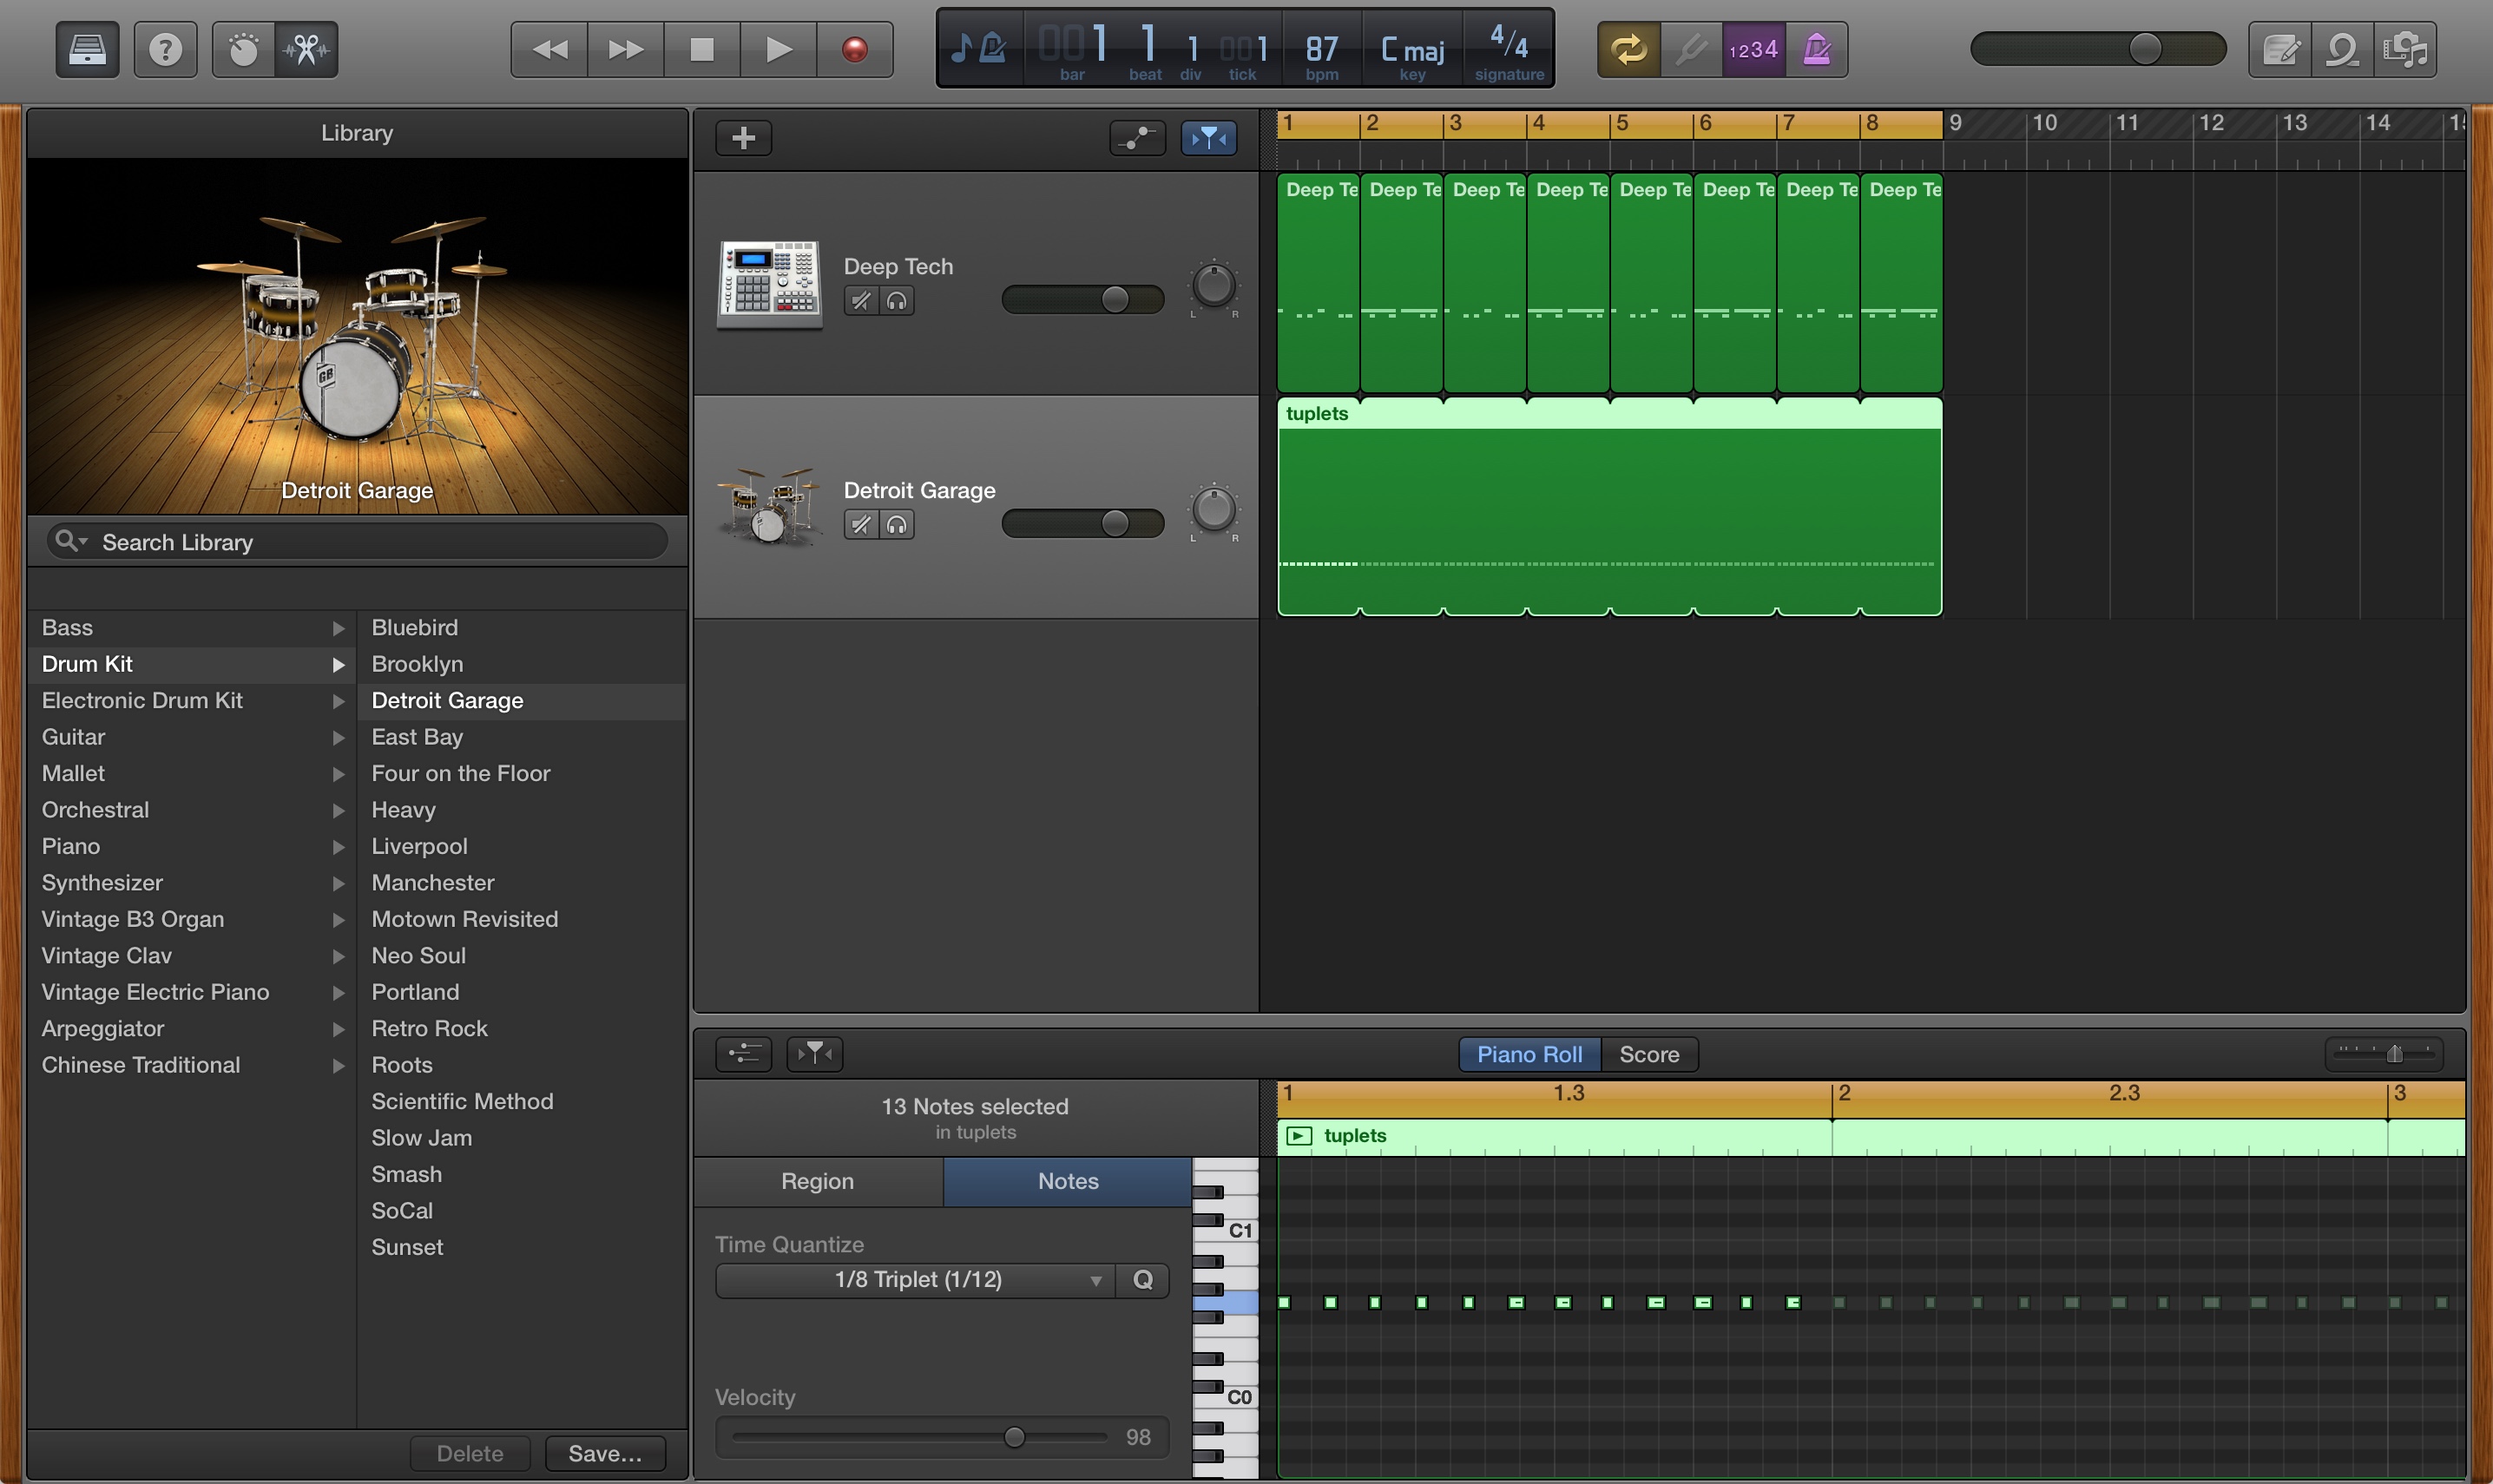 001 1 1 001 87 C maj 4/4
bar beat div tick bpm key signature
1234
Library
GB
Detroit Garage
Search Library
Bass
Drum Kit
Electronic Drum Kit
Guitar
Mallet
Orchestral
Piano
Synthesizer
Vintage B3 Organ
Vintage Clav
Vintage Electric Piano
Arpeggiator
Chinese Traditional
Bluebird
Brooklyn
Detroit Garage
East Bay
Four on the Floor
Heavy
Liverpool
Manchester
Motown Revisited
Neo Soul
Portland
Retro Rock
Roots
Scientific Method
Slow Jam
Smash
SoCal
Sunset
Delete Save...
1 2 3 4 5 6 7 8 9 10 11 12 13 14
Deep Tech
L R
Deep Te Deep Te Deep Te Deep Te Deep Te Deep Te Deep Te Deep Te
Detroit Garage
L R
tuplets
Piano Roll Score
13 Notes selected
in tuplets
1 1.3 2 2.3 3
tuplets
Region Notes
Time Quantize
1/8 Triplet (1/12) Q
Velocity
98
C1
C0